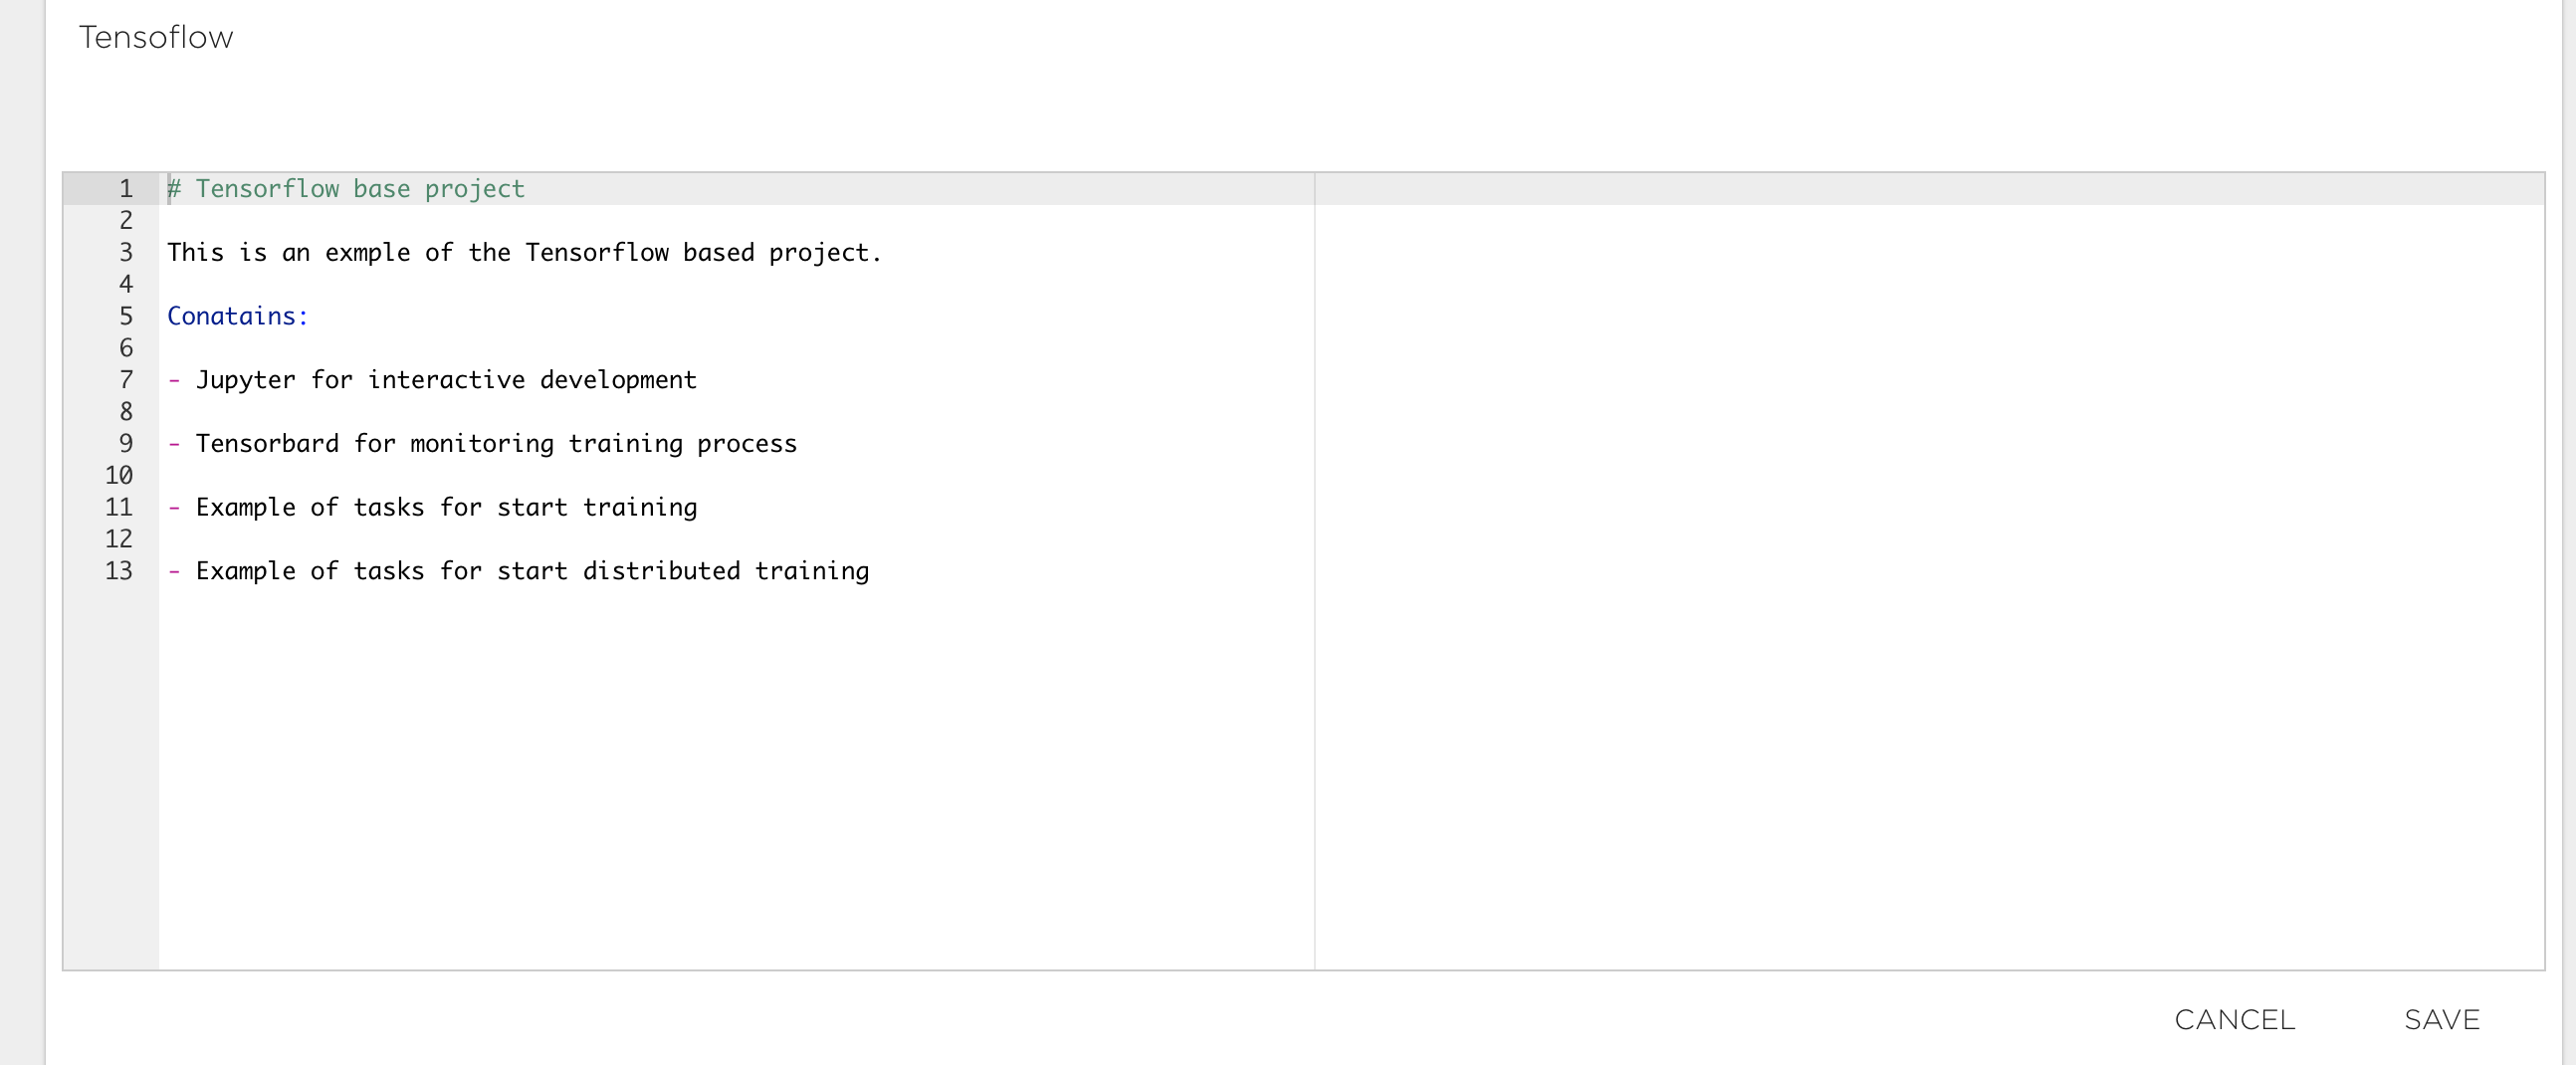 Tensoflow
1 # Tensorflow base project
2
3 This is an exmple of the Tensorflow based project.
4
5 Conatains:
6
7 - Jupyter for interactive development
8
9 - Tensorbard for monitoring training process
10
11 - Example of tasks for start training
12
13 - Example of tasks for start distributed training
CANCEL SAVE